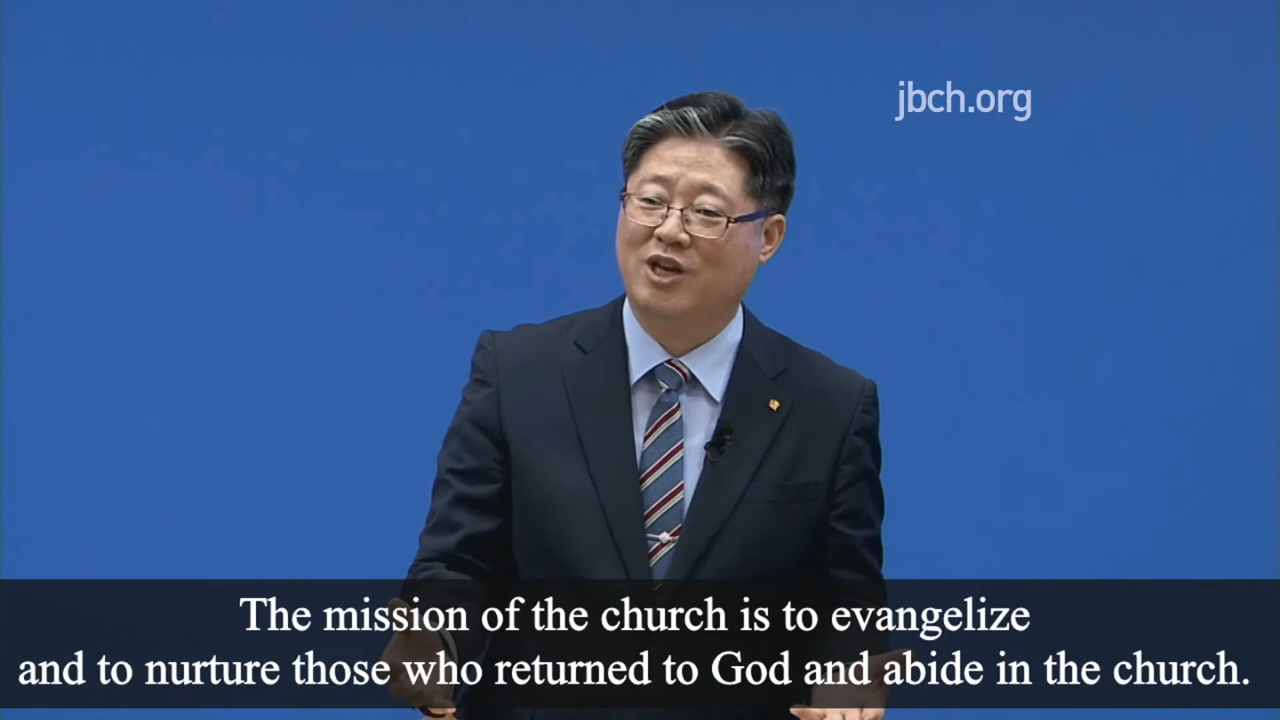 jbch.org
The mission of the church is to evangelize
and to nurture those who returned to God and abide in the church.